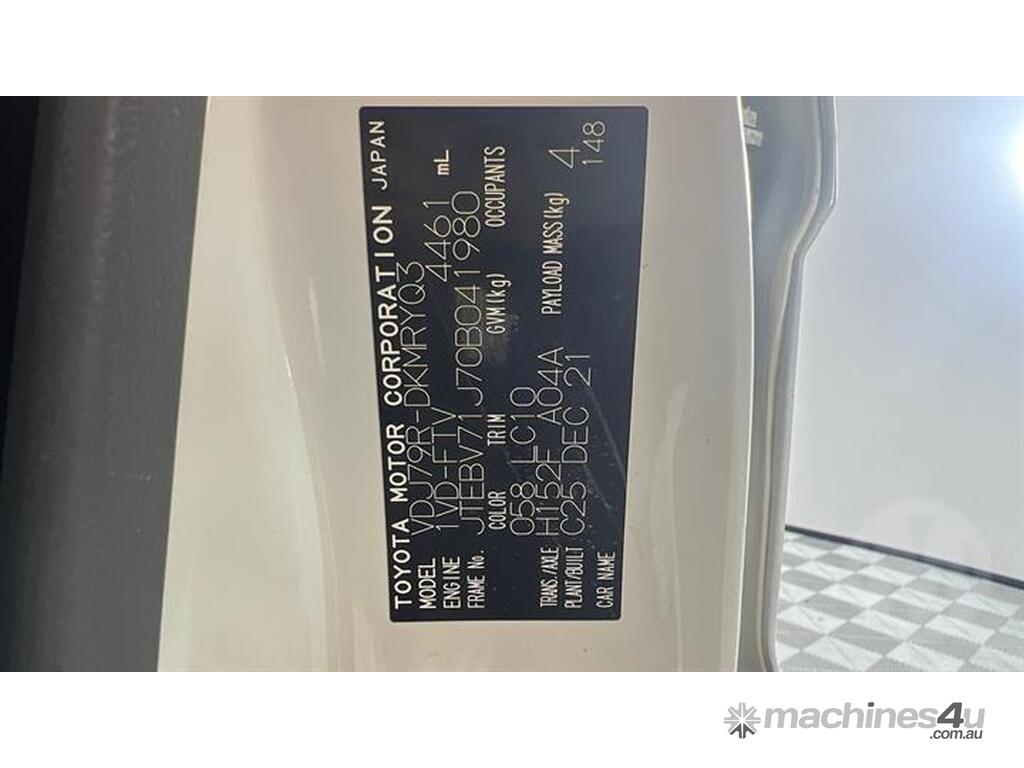 TOYOTA MOTOR CORPORATION JAPAN
MODEL VDJ79R-DKMRYQ3
ENGINE 1VD-FTV 4461 mL
FRAME No. JTEBV71J70B041980
COLOR TRIM GVM(kg) OCCUPANTS
058 LC10
TRANS./AXLE H152F A04A PAYLOAD MASS(kg) 4
PLANT/BUILT C25 DEC 21 148
CAR NAME
machines4u
.com.au